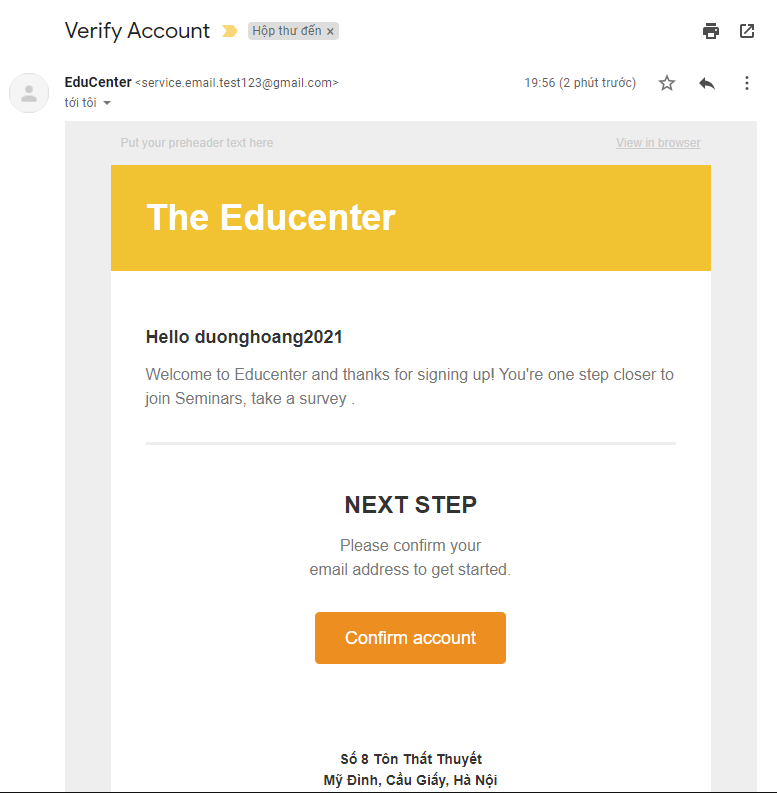 Verify Account
Hộp thư đến ×
EduCenter <service.email.test123@gmail.com>
19:56 (2 phút trước)
tới tôi
Put your preheader text here
View in browser
The Educenter
Hello duonghoang2021
Welcome to Educenter and thanks for signing up! You're one step closer to
join Seminars, take a survey .
NEXT STEP
Please confirm your
email address to get started.
Confirm account
Số 8 Tôn Thất Thuyết
Mỹ Đình, Cầu Giấy, Hà Nội